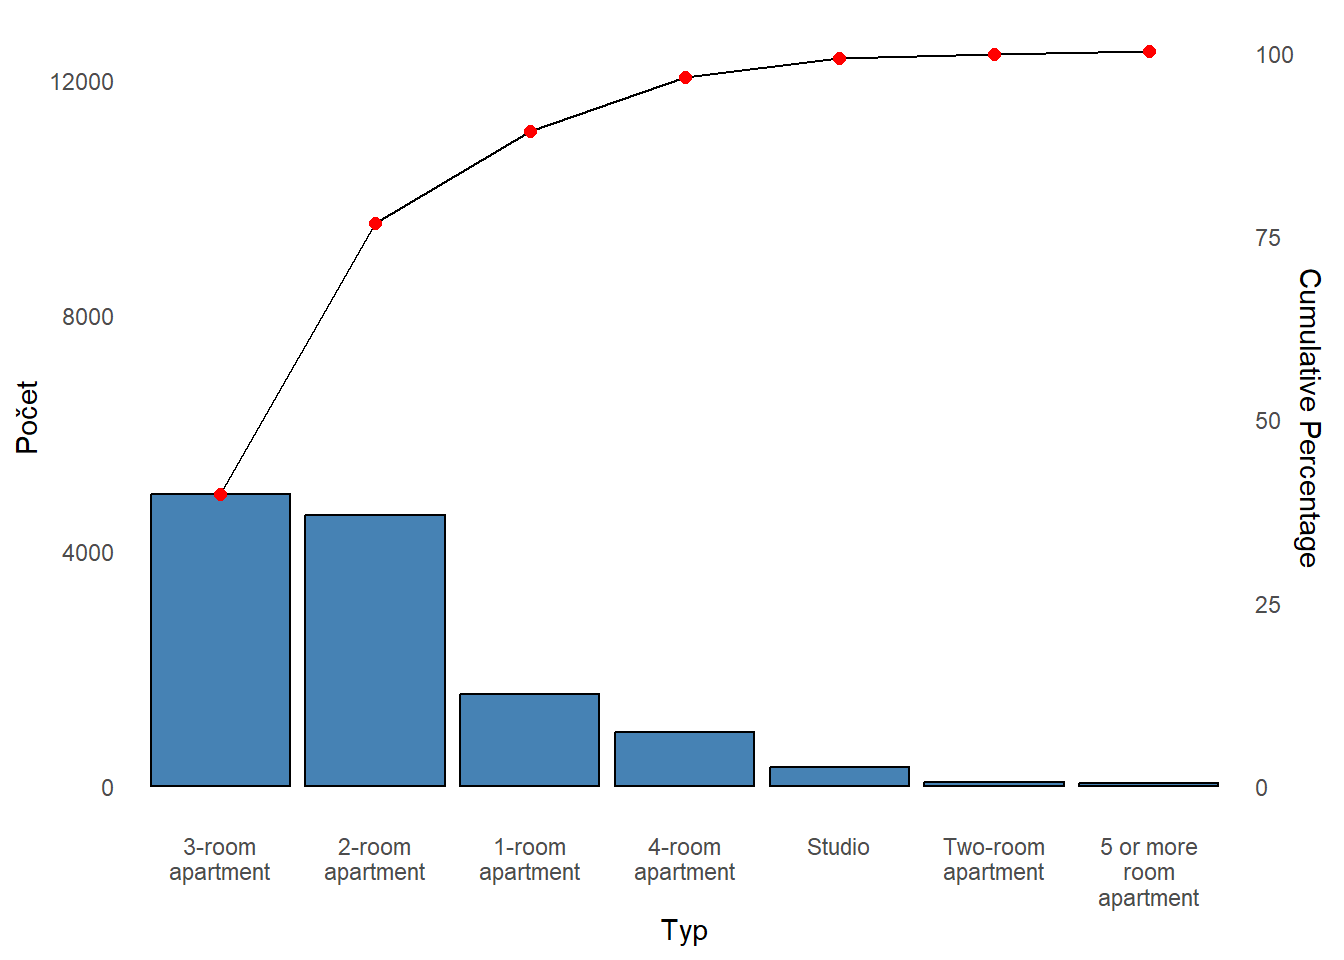 12000
8000
4000
0
Počet
100
75
50
25
0
Cumulative Percentage
3-room
apartment
2-room
apartment
1-room
apartment
4-room
apartment
Studio
Two-room
apartment
5 or more
room
apartment
Typ